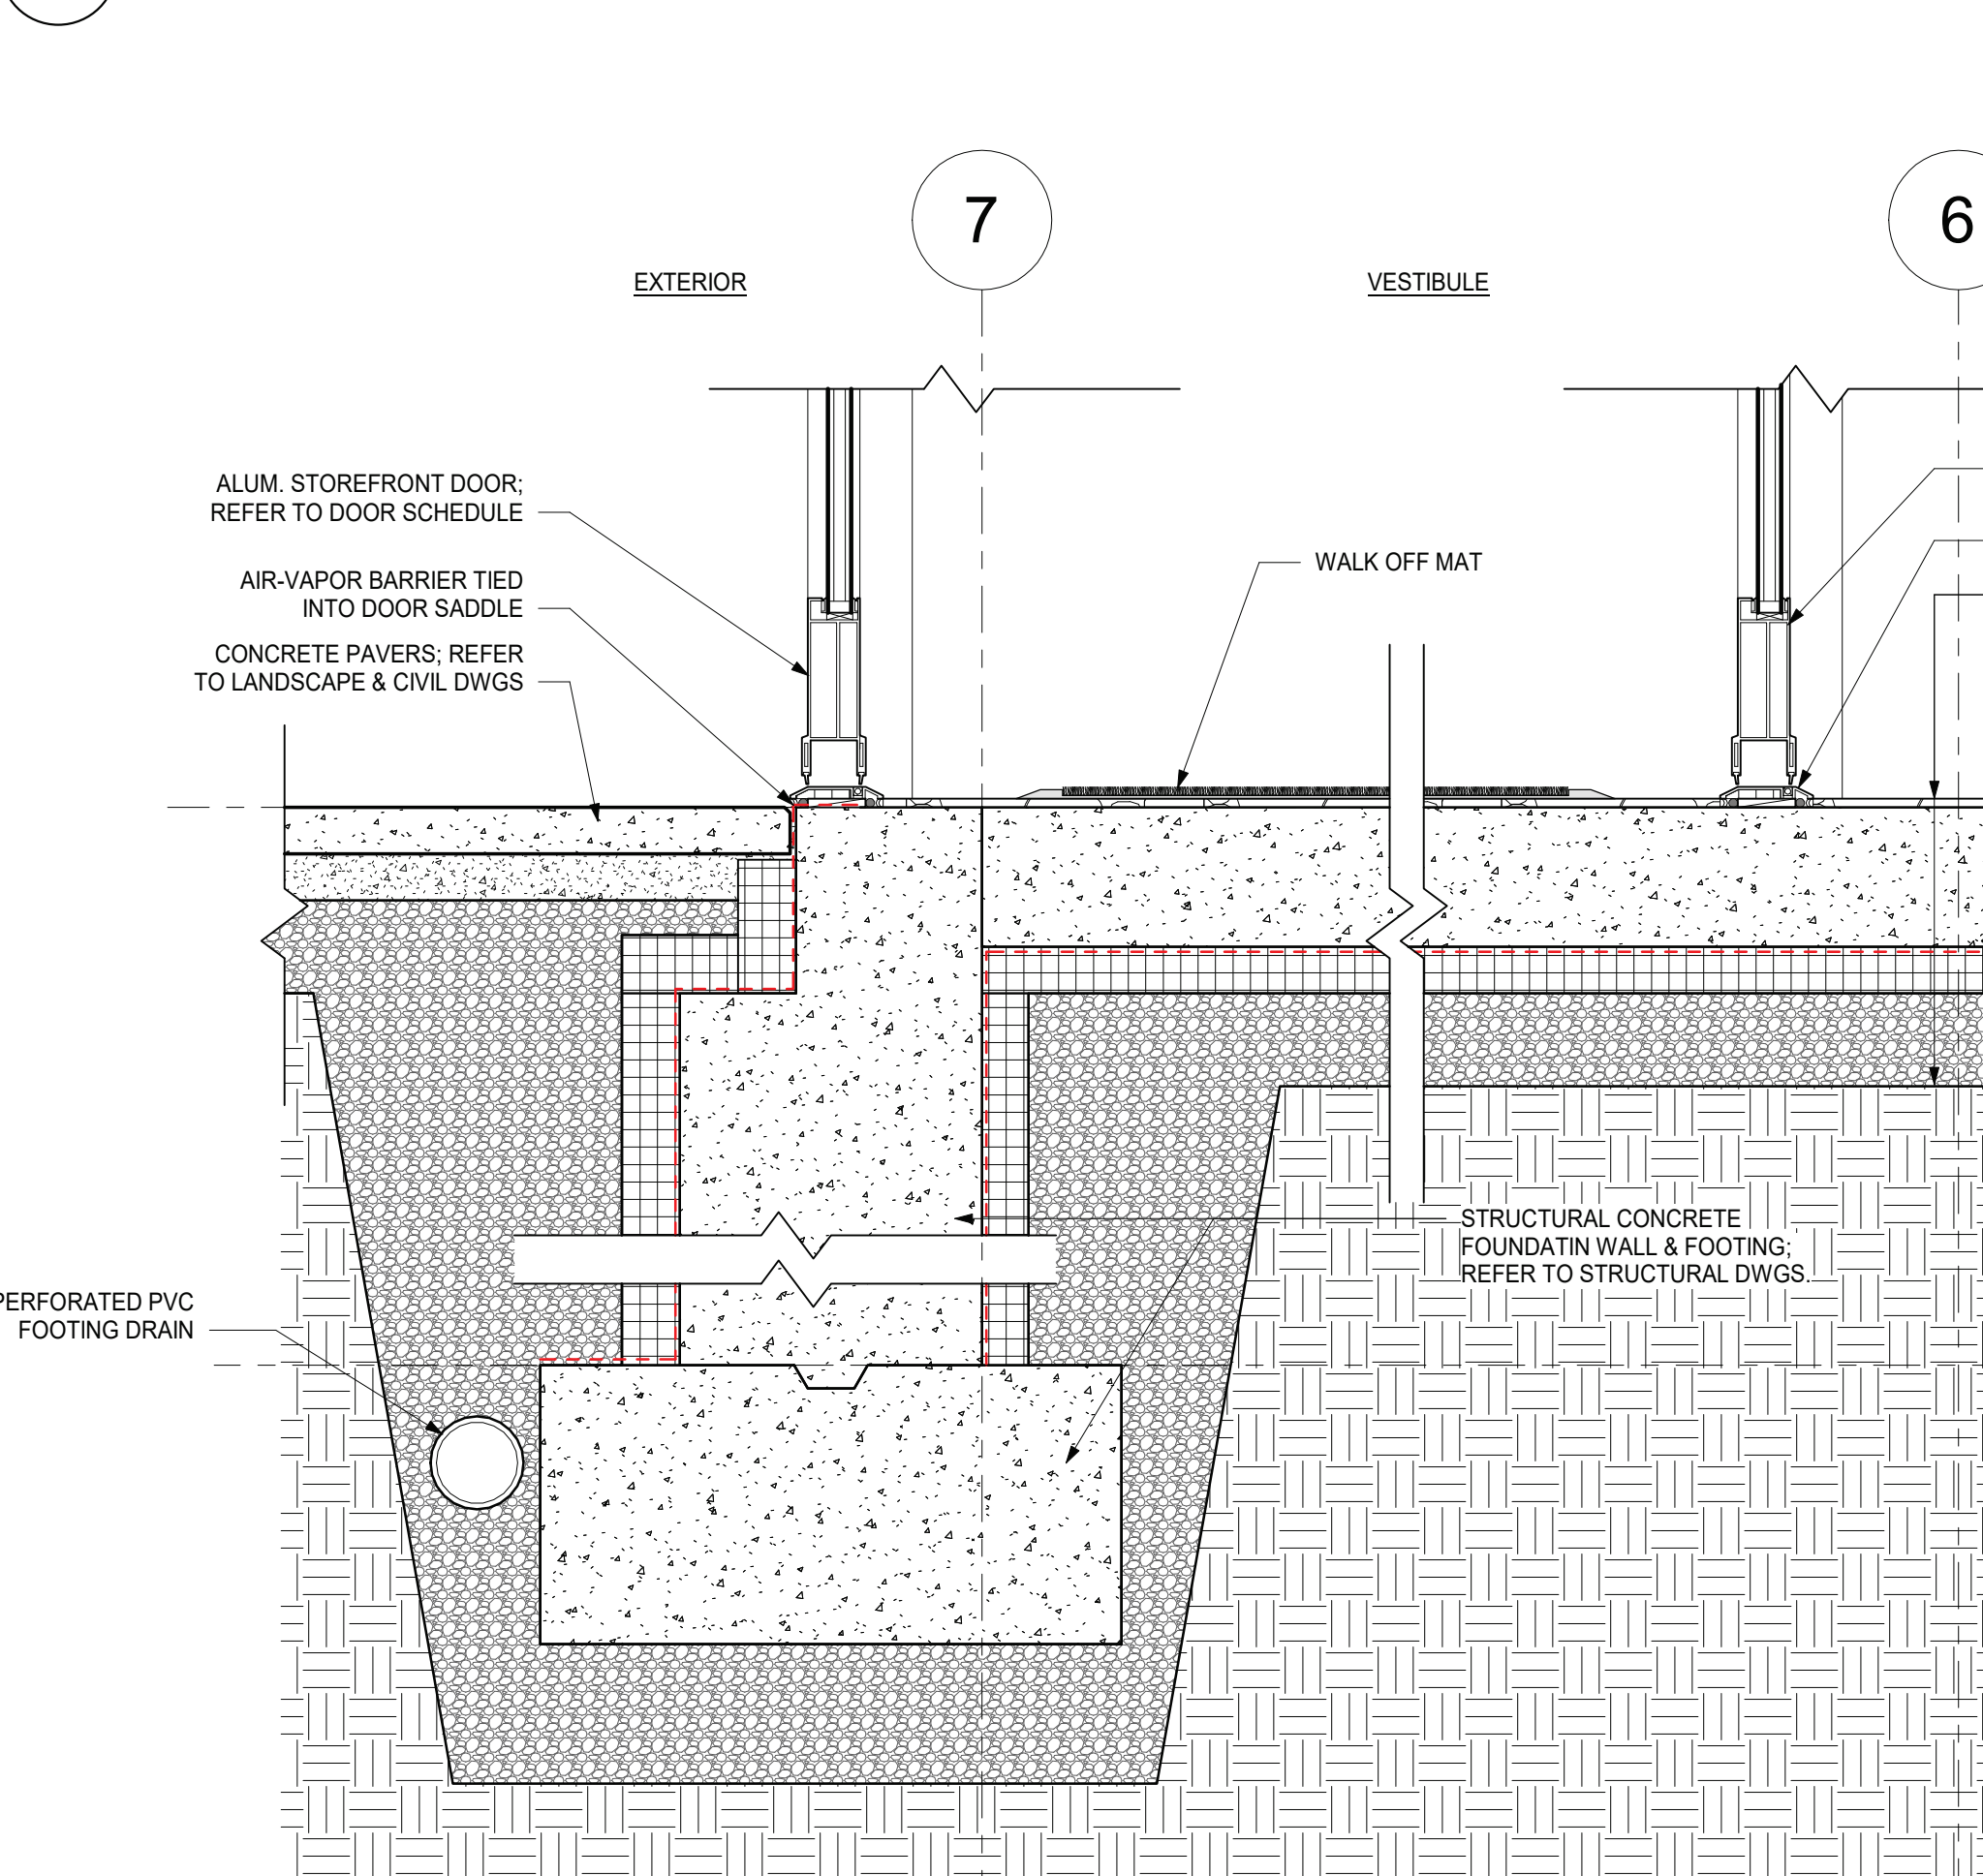 7
6
EXTERIOR
VESTIBULE
ALUM. STOREFRONT DOOR;
REFER TO DOOR SCHEDULE
WALK OFF MAT
AIR-VAPOR BARRIER TIED
INTO DOOR SADDLE
CONCRETE PAVERS; REFER
TO LANDSCAPE & CIVIL DWGS
STRUCTURAL CONCRETE
FOUNDATIN WALL & FOOTING;
REFER TO STRUCTURAL DWGS.
PERFORATED PVC
FOOTING DRAIN